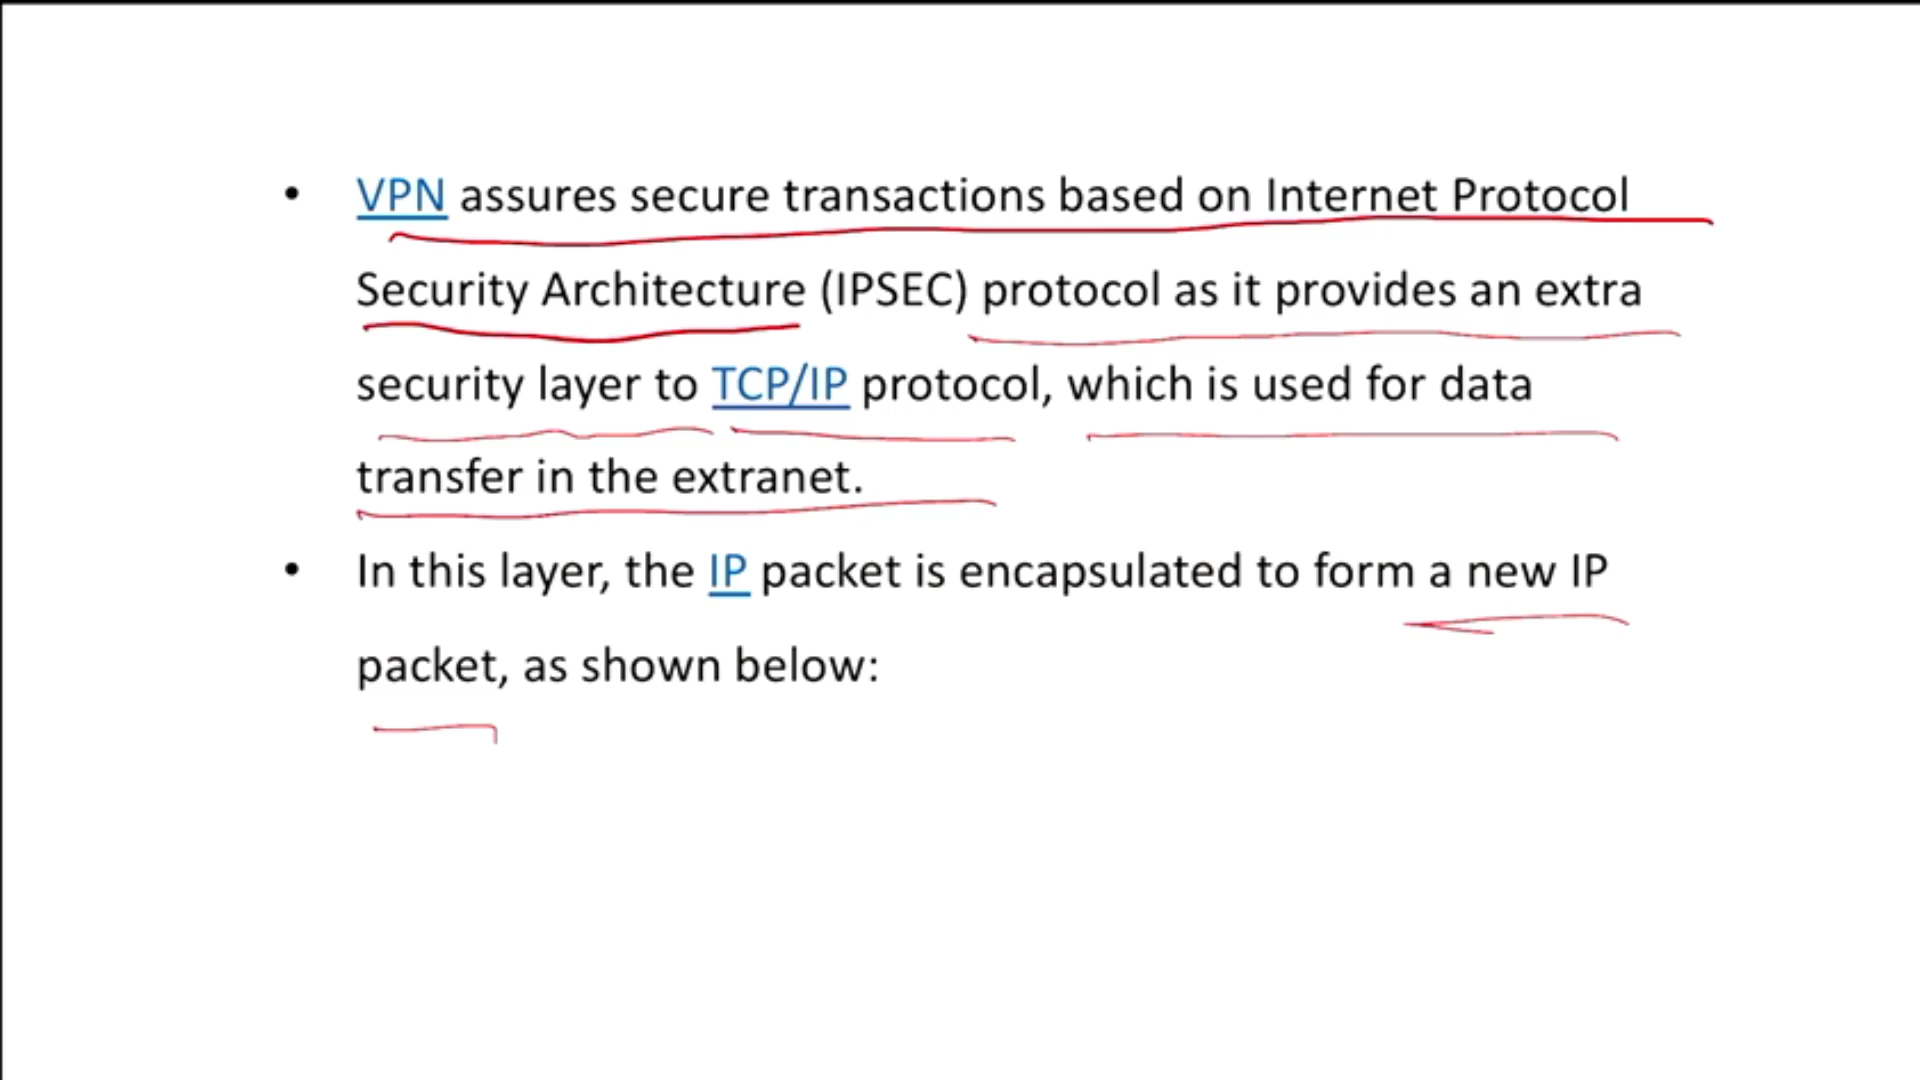 • VPN assures secure transactions based on Internet Protocol
Security Architecture (IPSEC) protocol as it provides an extra
security layer to TCP/IP protocol, which is used for data
transfer in the extranet.
• In this layer, the IP packet is encapsulated to form a new IP
packet, as shown below: